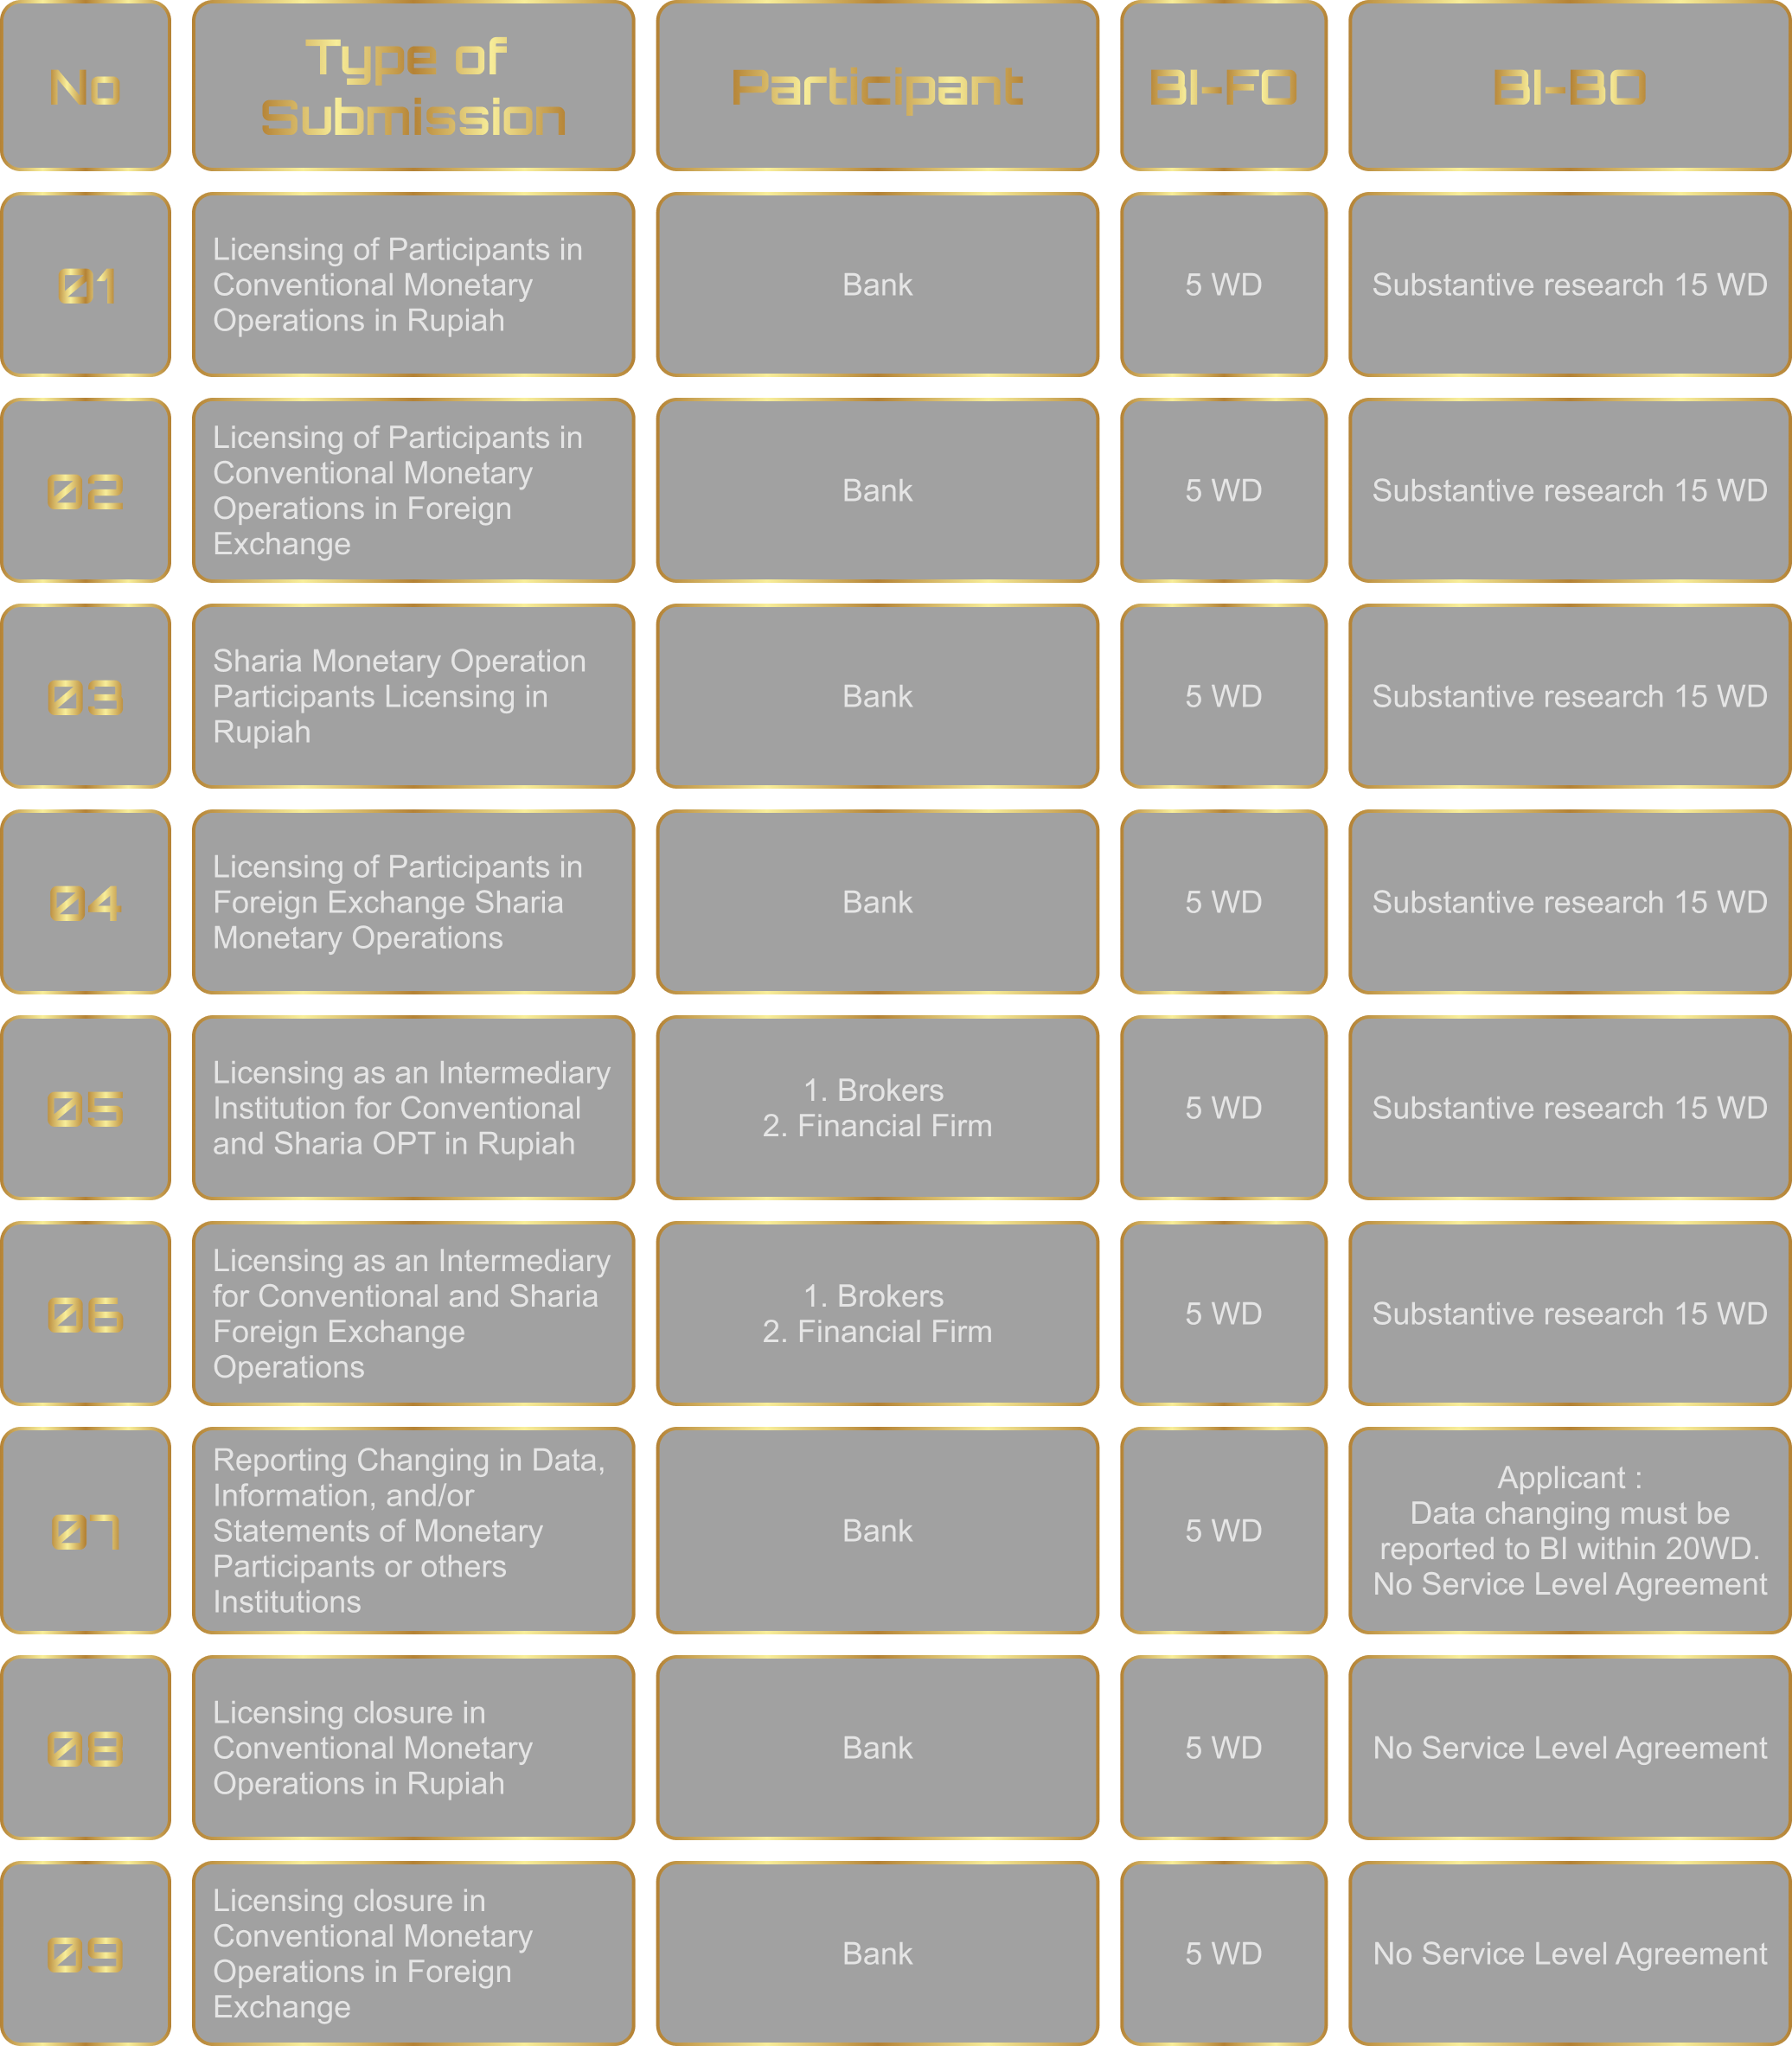 No
Type of
Submission
Participant
BI-FO
BI-BO
01
Licensing of Participants in
Conventional Monetary
Operations in Rupiah
Bank
5 WD
Substantive research 15 WD
02
Licensing of Participants in
Conventional Monetary
Operations in Foreign
Exchange
Bank
5 WD
Substantive research 15 WD
03
Sharia Monetary Operation
Participants Licensing in
Rupiah
Bank
5 WD
Substantive research 15 WD
04
Licensing of Participants in
Foreign Exchange Sharia
Monetary Operations
Bank
5 WD
Substantive research 15 WD
05
Licensing as an Intermediary
Institution for Conventional
and Sharia OPT in Rupiah
1. Brokers
2. Financial Firm
5 WD
Substantive research 15 WD
06
Licensing as an Intermediary
for Conventional and Sharia
Foreign Exchange
Operations
1. Brokers
2. Financial Firm
5 WD
Substantive research 15 WD
07
Reporting Changing in Data,
Information, and/or
Statements of Monetary
Participants or others
Institutions
Bank
5 WD
Applicant :
Data changing must be
reported to BI within 20WD.
No Service Level Agreement
08
Licensing closure in
Conventional Monetary
Operations in Rupiah
Bank
5 WD
No Service Level Agreement
09
Licensing closure in
Conventional Monetary
Operations in Foreign
Exchange
Bank
5 WD
No Service Level Agreement